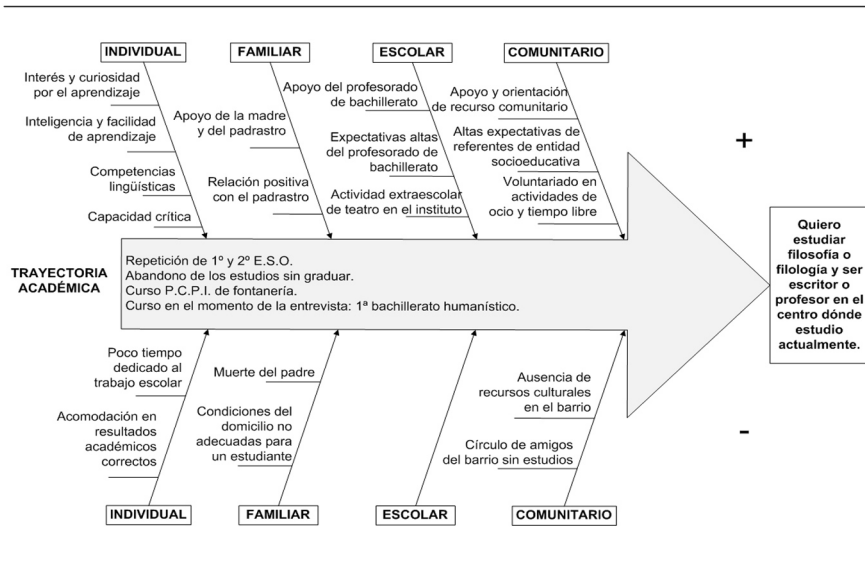 INDIVIDUAL
Interés y curiosidad
por el aprendizaje
Inteligencia y facilidad
de aprendizaje
Competencias
lingüísticas
Capacidad crítica
FAMILIAR
Apoyo de la madre
y del padrastro
Relación positiva
con el padrastro
ESCOLAR
Apoyo del profesorado
de bachillerato
Expectativas altas
del profesorado de
bachillerato
Actividad extraescolar
de teatro en el instituto
COMUNITARIO
Apoyo y orientación
de recurso comunitario
Altas expectativas de
referentes de entidad
socioeducativa
Voluntariado en
actividades de
ocio y tiempo libre
+
TRAYECTORIA
ACADÉMICA
Repetición de 1º y 2º E.S.O.
Abandono de los estudios sin graduar.
Curso P.C.P.I. de fontanería.
Curso en el momento de la entrevista: 1ª bachillerato humanístico.
Quiero
estudiar
filosofía o
filología y ser
escritor o
profesor en el
centro dónde
estudio
actualmente.
Poco tiempo
dedicado al
trabajo escolar
Acomodación en
resultados
académicos
correctos
INDIVIDUAL
Muerte del padre
Condiciones del
domicilio no
adecuadas para
un estudiante
FAMILIAR
ESCOLAR
Ausencia de
recursos culturales
en el barrio
Círculo de amigos
del barrio sin estudios
COMUNITARIO
-